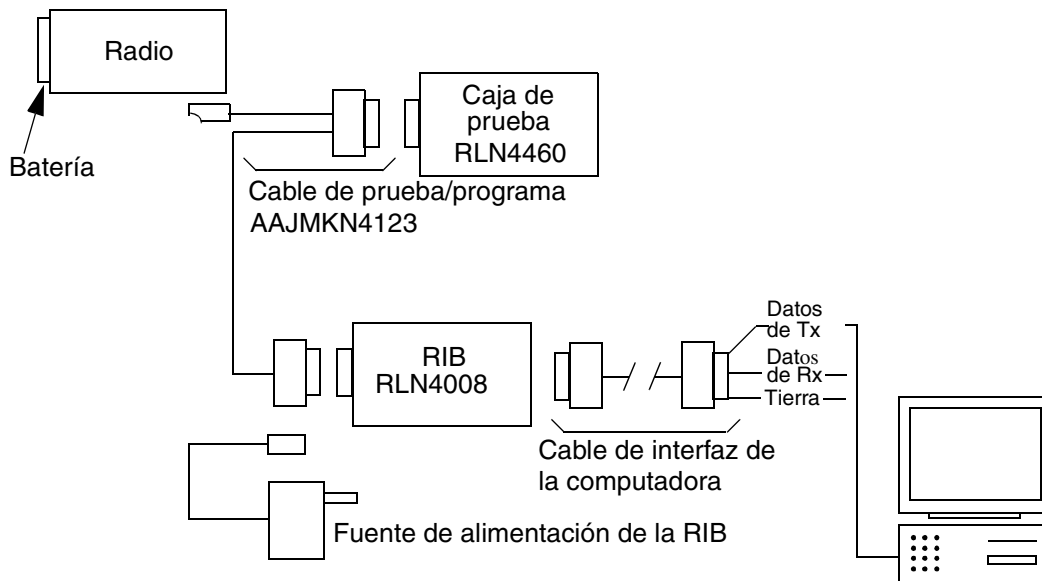 Radio
Batería
Caja de
prueba
RLN4460
Cable de prueba/programa
AAJMKN4123
RIB
RLN4008
Datos
de Tx
Datos
de Rx
Tierra
Cable de interfaz de
la computadora
Fuente de alimentación de la RIB